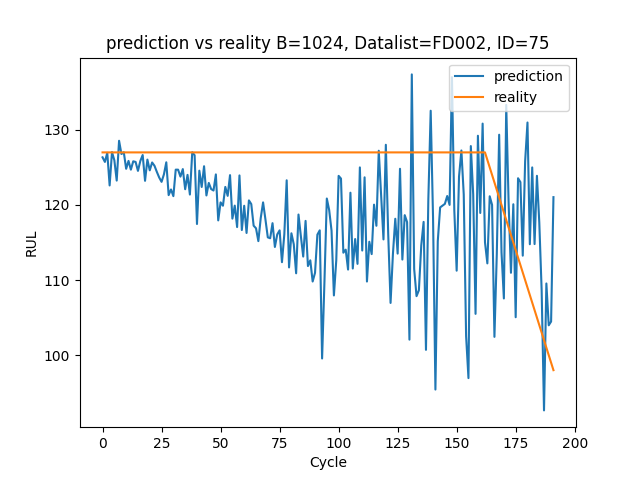 prediction vs reality B=1024, Datalist=FD002, ID=75
prediction
reality
RUL
130
120
110
100
0 25 50 75 100 125 150 175 200
Cycle